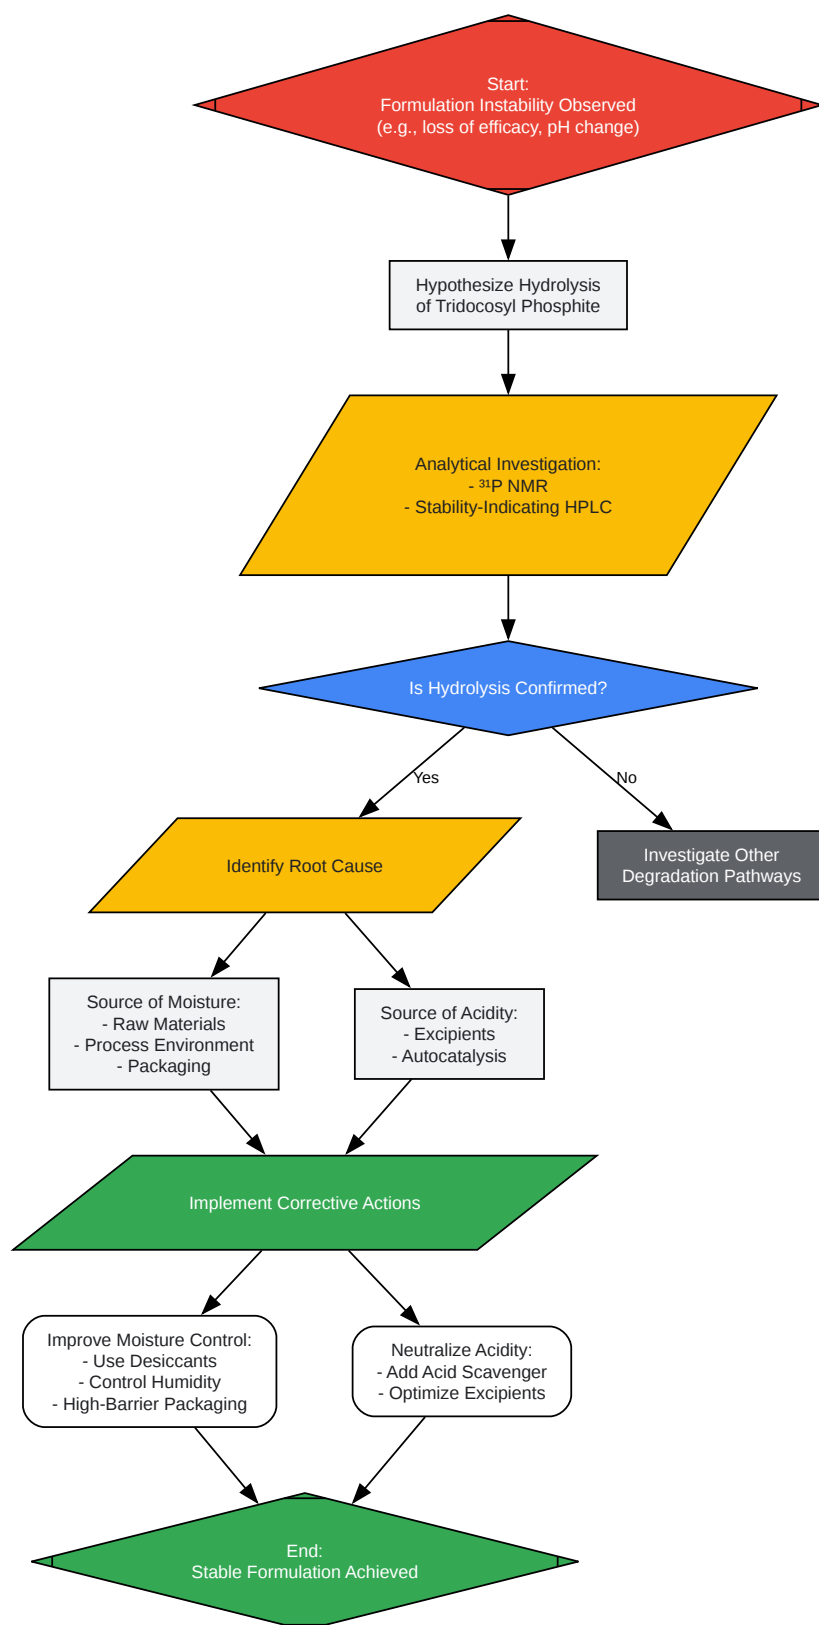 Start:
Formulation Instability Observed
(e.g., loss of efficacy, pH change)
Hypothesize Hydrolysis
of Tridocosyl Phosphite
Analytical Investigation:
- ³¹P NMR
- Stability-Indicating HPLC
Is Hydrolysis Confirmed?
Yes
No
Identify Root Cause
Investigate Other
Degradation Pathways
Source of Moisture:
- Raw Materials
- Process Environment
- Packaging
Source of Acidity:
- Excipients
- Autocatalysis
Implement Corrective Actions
Improve Moisture Control:
- Use Desiccants
- Control Humidity
- High-Barrier Packaging
Neutralize Acidity:
- Add Acid Scavenger
- Optimize Excipients
End:
Stable Formulation Achieved